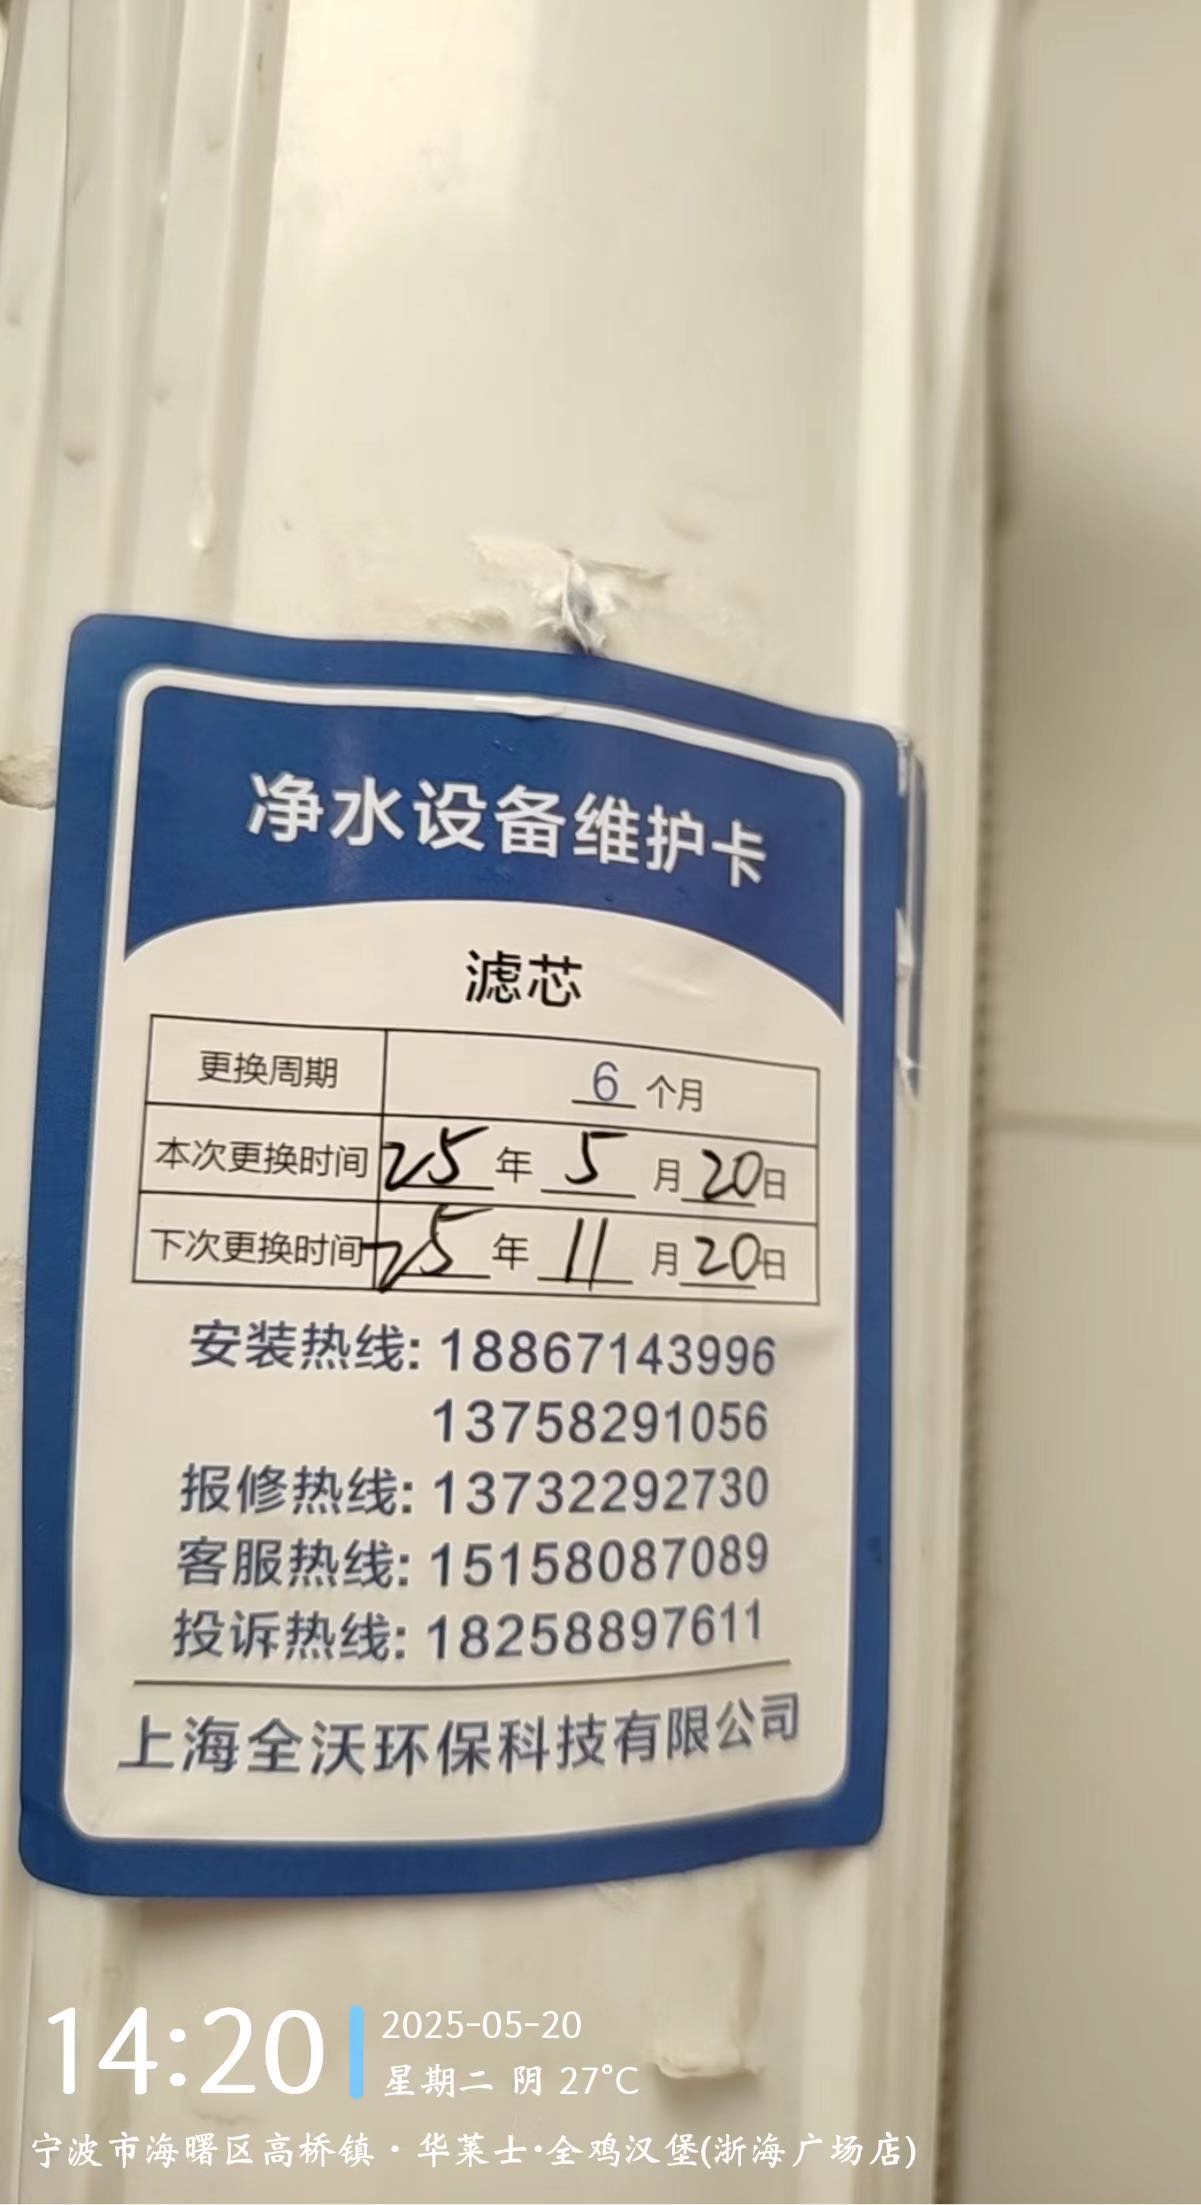 净水设备维护卡
滤芯
更换周期 6 个月
本次更换时间 25 年 5 月 20 日
下次更换时间 25 年 11 月 20 日
安装热线: 18867143996
13758291056
报修热线: 13732292730
客服热线: 15158087089
投诉热线: 18258897611
上海全沃环保科技有限公司
14:20
2025-05-20
星期二 阴 27°C
宁波市海曙区高桥镇·华莱士·全鸡汉堡(浙海广场店)